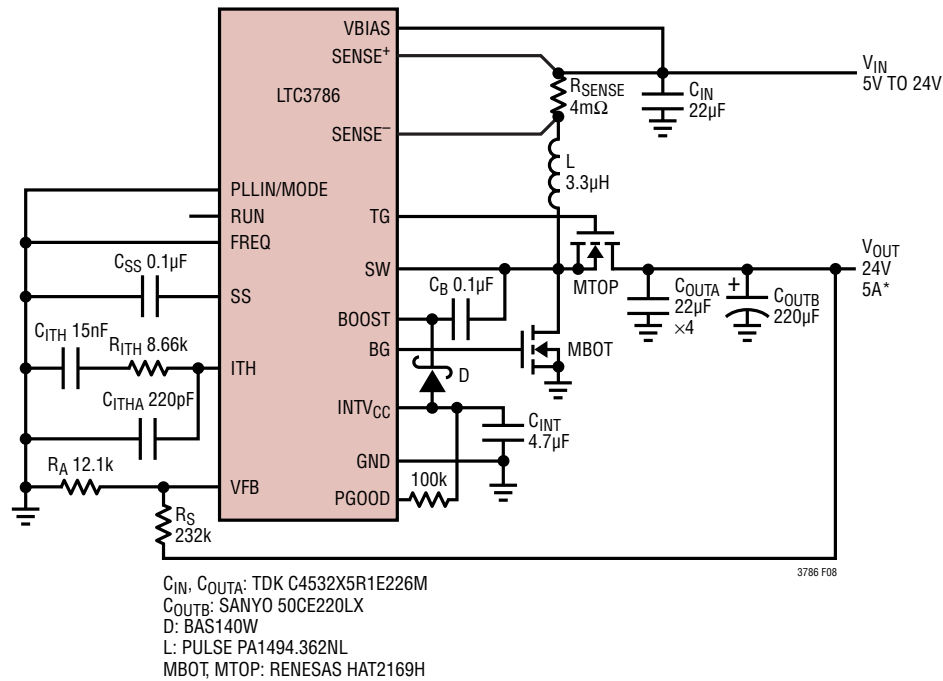 VBIAS
SENSE+
LTC3786
SENSE–
PLLIN/MODE
RUN
FREQ
SS
ITH
VFB
TG
SW
BOOST
BG
INTVCC
GND
PGOOD
RSENSE
4mΩ
CIN
22µF
VIN
5V TO 24V
L
3.3µH
MTOP
MBOT
VOUT
24V
5A*
COUTA
22µF
×4
+
COUTB
220µF
CB 0.1µF
D
CINT
4.7µF
100k
CSS 0.1µF
CITH 15nF
RITH 8.66k
CITHA 220pF
RA 12.1k
RS
232k
3786 F08
CIN, COUTA: TDK C4532X5R1E226M
COUTB: SANYO 50CE220LX
D: BAS140W
L: PULSE PA1494.362NL
MBOT, MTOP: RENESAS HAT2169H